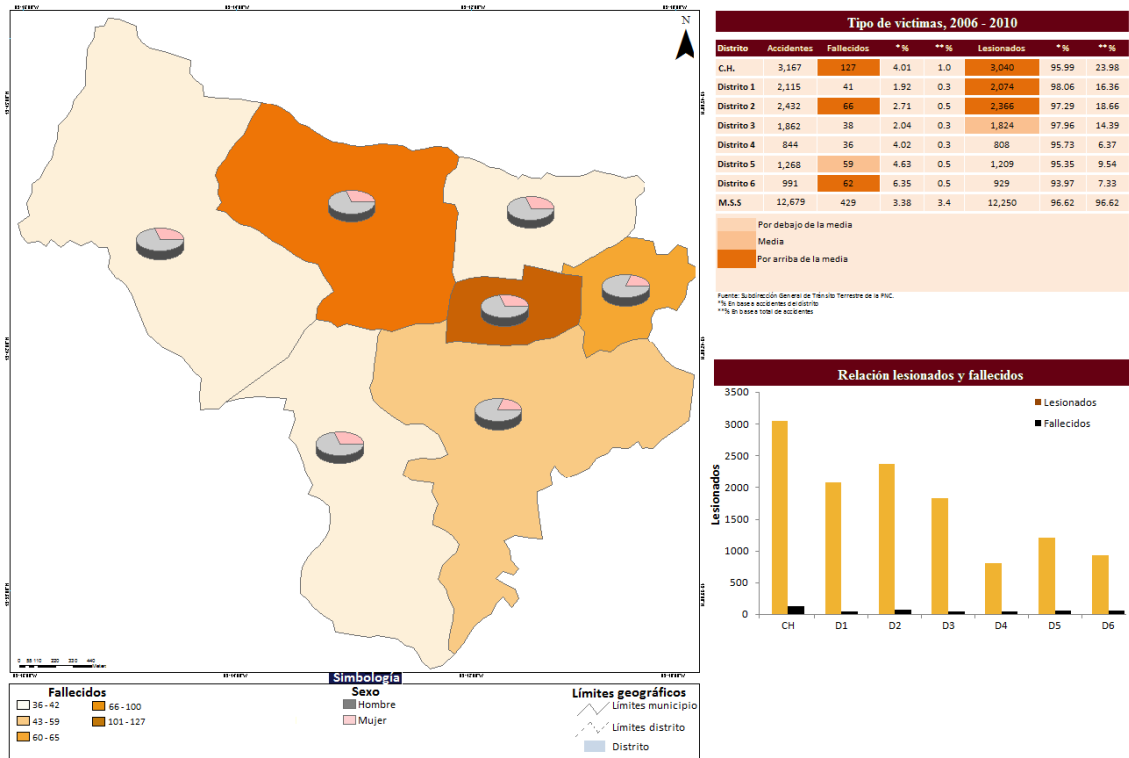 N
Tipo de victimas, 2006 - 2010
Distrito Accidentes Fallecidos *% **% Lesionados *% **%
C.H. 3,167 127 4.01 1.0 3,040 95.99 23.98
Distrito 1 2,115 41 1.92 0.3 2,074 98.06 16.36
Distrito 2 2,432 66 2.71 0.5 2,366 97.29 18.66
Distrito 3 1,862 38 2.04 0.3 1,824 97.96 14.39
Distrito 4 844 36 4.02 0.3 808 95.73 6.37
Distrito 5 1,268 59 4.63 0.5 1,209 95.35 9.54
Distrito 6 991 62 6.35 0.5 929 93.97 7.33
M.S.S 12,679 429 3.38 3.4 12,250 96.62 96.62
Por debajo de la media
Media
Por arriba de la media
Fuente: Subdirección General de Tránsito Terrestre de la PNC.
*% En base a accidentes del distrito
**% En base a total de accidentes
Relación lesionados y fallecidos
Lesionados
3500
3000
2500
2000
1500
1000
500
0
Lesionados
Fallecidos
CH D1 D2 D3 D4 D5 D6
Simbología
Fallecidos
36 - 42
43 - 59
60 - 65
66 - 100
101 - 127
Sexo
Hombre
Mujer
Límites geográficos
Límites municipio
Límites distrito
Distrito